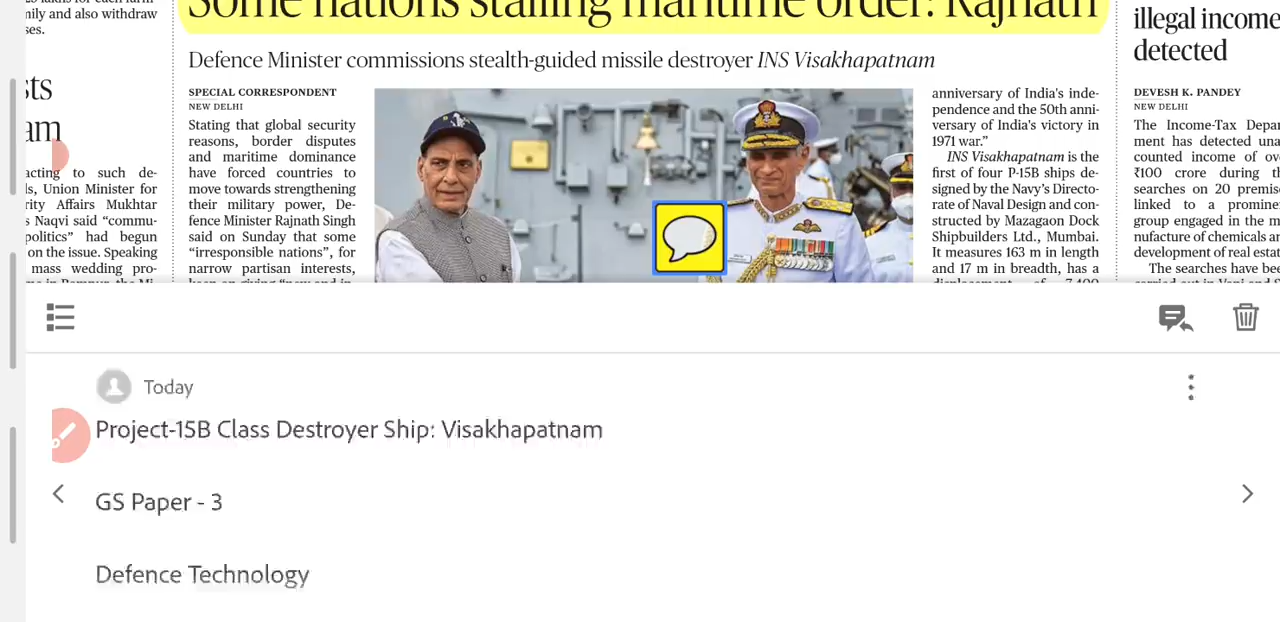 nily and also withdraw
ses.
sts
am
acting to such de-
ls, Union Minister for
rity Affairs Mukhtar
s Naqvi said “commu-
politics” had begun
on the issue. Speaking
mass wedding pro-
Some nations stalling maritime order: Rajnath
Defence Minister commissions stealth-guided missile destroyer INS Visakhapatnam
SPECIAL CORRESPONDENT
NEW DELHI
Stating that global security
reasons, border disputes
and maritime dominance
have forced countries to
move towards strengthening
their military power, De-
fence Minister Rajnath Singh
said on Sunday that some
“irresponsible nations”, for
narrow partisan interests,
anniversary of India's inde-
pendence and the 50th anni-
versary of India's victory in
1971 war.”
INS Visakhapatnam is the
first of four P-15B ships de-
signed by the Navy's Directo-
rate of Naval Design and con-
structed by Mazagaon Dock
Shipbuilders Ltd., Mumbai.
It measures 163 m in length
and 17 m in breadth, has a
displacement of 7,400
illegal income
detected
DEVESH K. PANDEY
NEW DELHI
The Income-Tax Depar
ment has detected una
counted income of ove
₹100 crore during th
searches on 20 premis
linked to a prominen
group engaged in the m
nufacture of chemicals an
development of real estat
The searches have bee
Today
Project-15B Class Destroyer Ship: Visakhapatnam
GS Paper - 3
Defence Technology